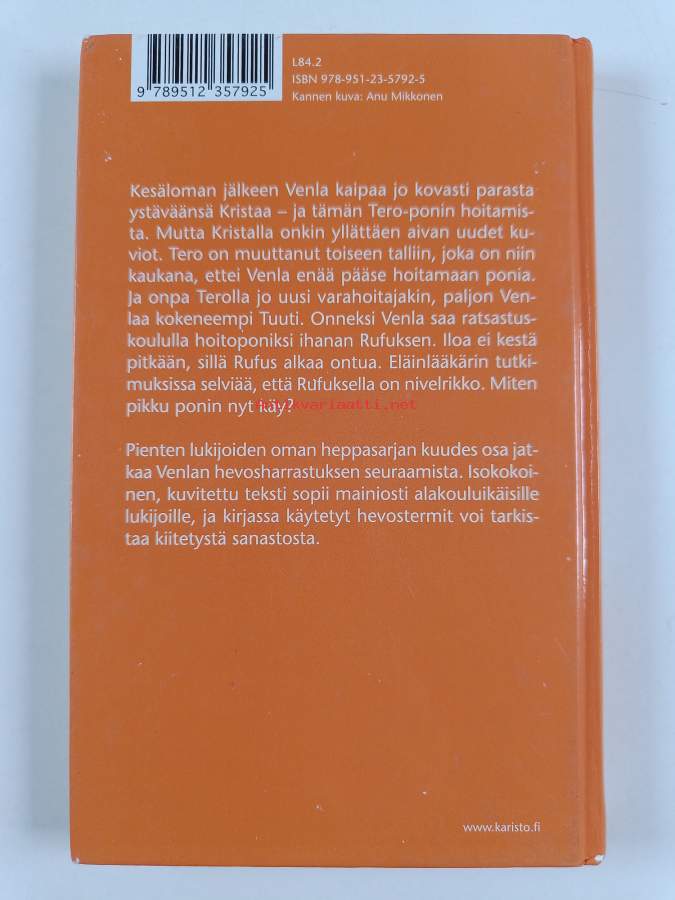 L84.2
ISBN 978-951-23-5792-5
9 789512 357925
Kannen kuva: Anu Mikkonen
Kesäloman jälkeen Venla kaipaa jo kovasti parasta
ystäväänsä Kristaa – ja tämän Tero-ponin hoitamis-
ta. Mutta Kristalla onkin yllättäen aivan uudet ku-
viot. Tero on muuttanut toiseen talliin, joka on niin
kaukana, ettei Venla enää pääse hoitamaan ponia.
Ja onpa Terolla jo uusi varahoitajakin, paljon Ven-
laa kokeneempi Tuuti. Onneksi Venla saa ratsastus-
koululla hoitoponiksi ihanan Rufuksen. Iloa ei kestä
pitkään, sillä Rufus alkaa ontua. Eläinlääkärin tutki-
muksissa selviää, että Rufuksella on nivelrikko. Miten
pikku ponin nyt käy?
antikvariaatti.net
Pienten lukijoiden oman heppasarjan kuudes osa jat-
kaa Venlan hevosharrastuksen seuraamista. Isokokoi-
nen, kuvitettu teksti sopii mainiosti alakouluikäisille
lukijoille, ja kirjassa käytetyt hevostermit voi tarkis-
taa kiitetystä sanastosta.
www.karisto.fi